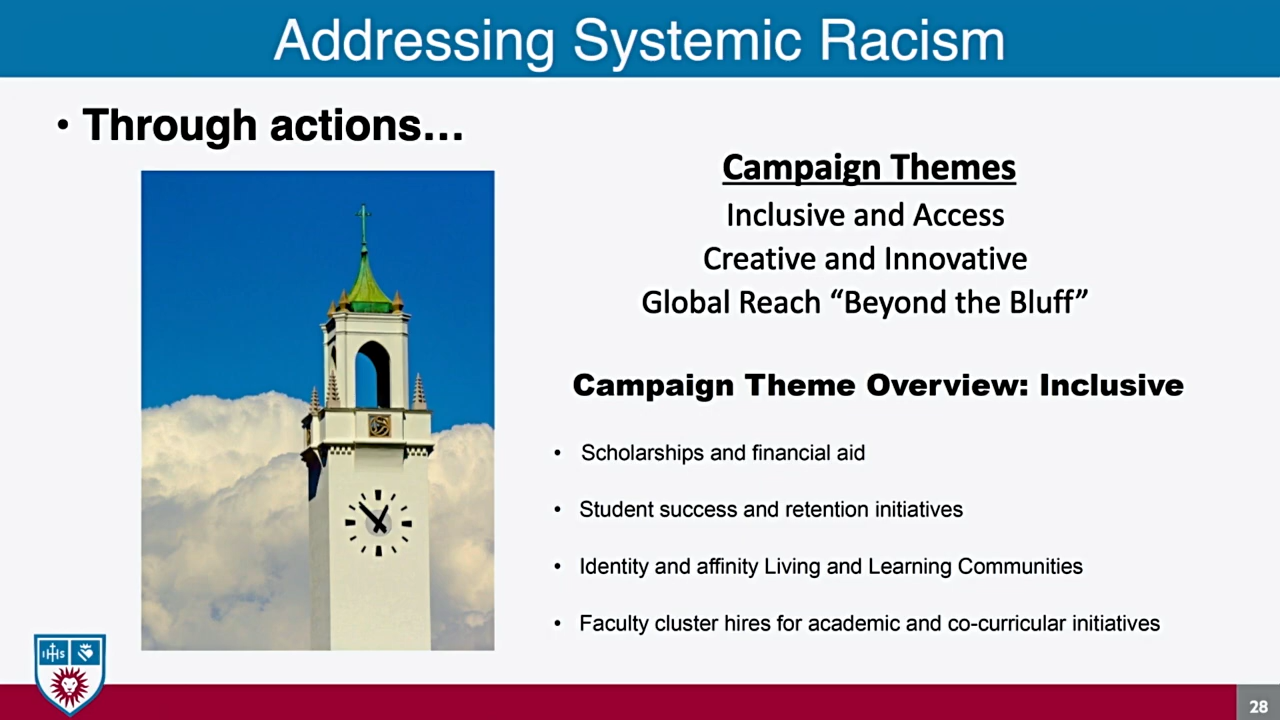 Addressing Systemic Racism
• Through actions…
Campaign Themes
Inclusive and Access
Creative and Innovative
Global Reach “Beyond the Bluff”
Campaign Theme Overview: Inclusive
• Scholarships and financial aid
• Student success and retention initiatives
• Identity and affinity Living and Learning Communities
• Faculty cluster hires for academic and co-curricular initiatives
IHS
28